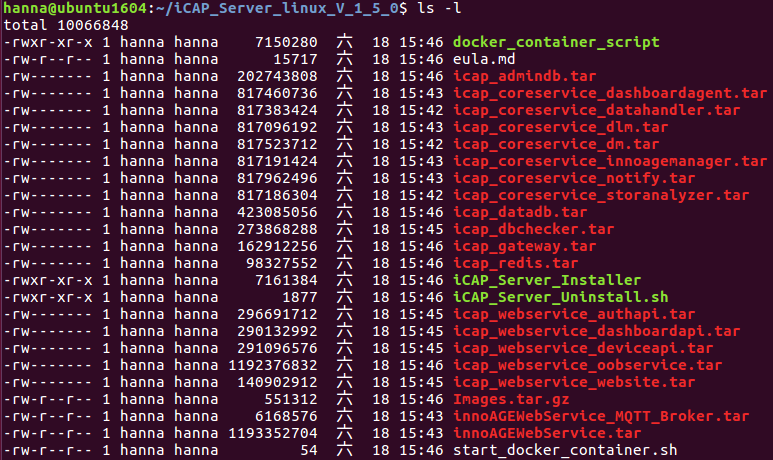 hanna@ubuntu1604:~/iCAP_Server_linux_V_1_5_0$ ls -l
total 10066848
-rwxr-xr-x 1 hanna hanna    7150280  六  18 15:46 docker_container_script
-rw-r--r-- 1 hanna hanna      15717  六  18 15:46 eula.md
-rw------- 1 hanna hanna  202743808  六  18 15:46 icap_admindb.tar
-rw------- 1 hanna hanna  817460736  六  18 15:43 icap_coreservice_dashboardagent.tar
-rw------- 1 hanna hanna  817383424  六  18 15:42 icap_coreservice_datahandler.tar
-rw------- 1 hanna hanna  817096192  六  18 15:43 icap_coreservice_dlm.tar
-rw------- 1 hanna hanna  817523712  六  18 15:42 icap_coreservice_dm.tar
-rw------- 1 hanna hanna  817191424  六  18 15:43 icap_coreservice_innoagemanager.tar
-rw------- 1 hanna hanna  817962496  六  18 15:43 icap_coreservice_notify.tar
-rw------- 1 hanna hanna  817186304  六  18 15:42 icap_coreservice_storanalyzer.tar
-rw------- 1 hanna hanna  423085056  六  18 15:46 icap_datadb.tar
-rw------- 1 hanna hanna  273868288  六  18 15:45 icap_dbchecker.tar
-rw------- 1 hanna hanna  162912256  六  18 15:46 icap_gateway.tar
-rw------- 1 hanna hanna   98327552  六  18 15:46 icap_redis.tar
-rwxr-xr-x 1 hanna hanna    7161384  六  18 15:46 iCAP_Server_Installer
-rwxr-xr-x 1 hanna hanna       1877  六  18 15:46 iCAP_Server_Uninstall.sh
-rw------- 1 hanna hanna  296691712  六  18 15:45 icap_webservice_authapi.tar
-rw------- 1 hanna hanna  290132992  六  18 15:45 icap_webservice_dashboardapi.tar
-rw------- 1 hanna hanna  291096576  六  18 15:45 icap_webservice_deviceapi.tar
-rw------- 1 hanna hanna 1192376832  六  18 15:46 icap_webservice_oobservice.tar
-rw------- 1 hanna hanna  140902912  六  18 15:46 icap_webservice_website.tar
-rw-r--r-- 1 hanna hanna     551312  六  18 15:46 Images.tar.gz
-rw-r--r-- 1 hanna hanna    6168576  六  18 15:43 innoAGEWebService_MQTT_Broker.tar
-rw-r--r-- 1 hanna hanna 1193352704  六  18 15:43 innoAGEWebService.tar
-rw-r--r-- 1 hanna hanna         54  六  18 15:46 start_docker_container.sh